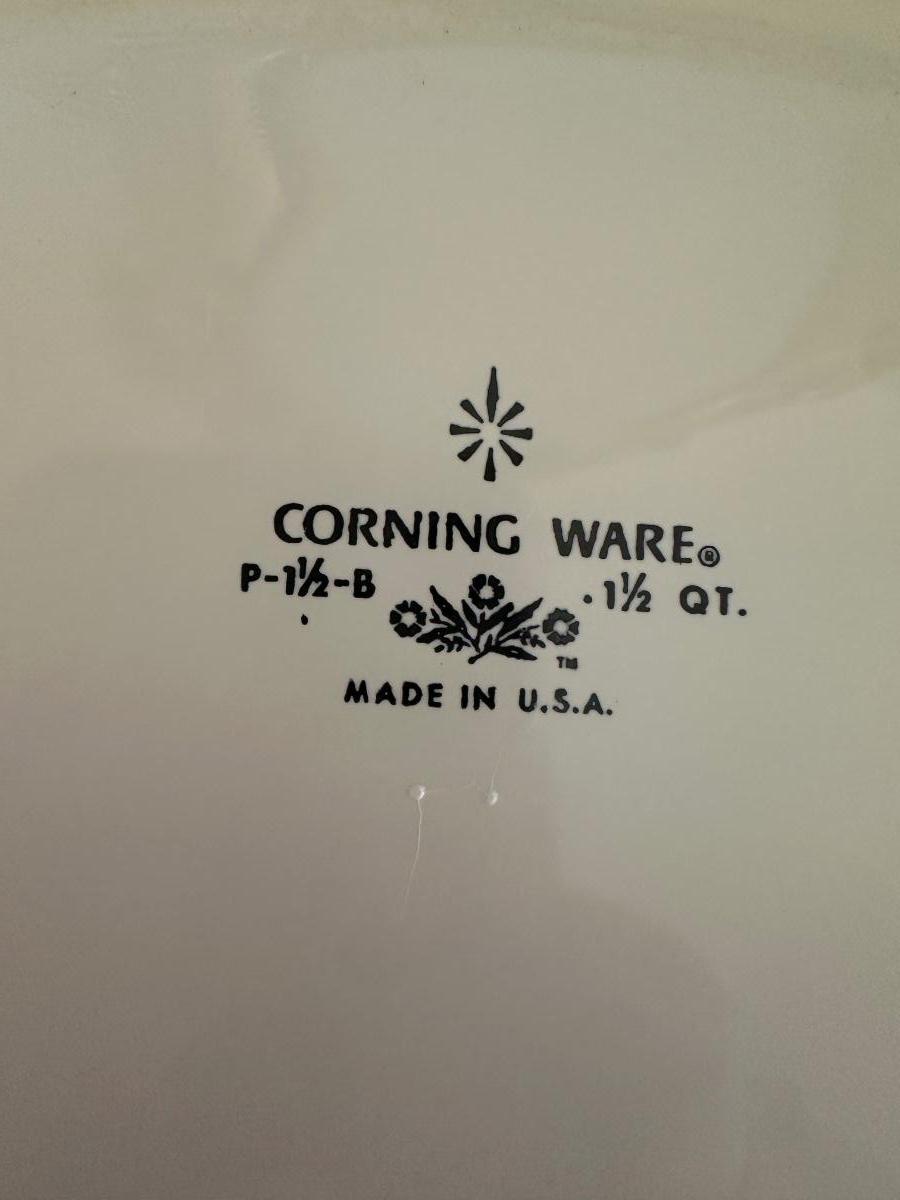 CORNING WARE®
P-1½-B . 1½ QT.
TM
MADE IN U.S.A.